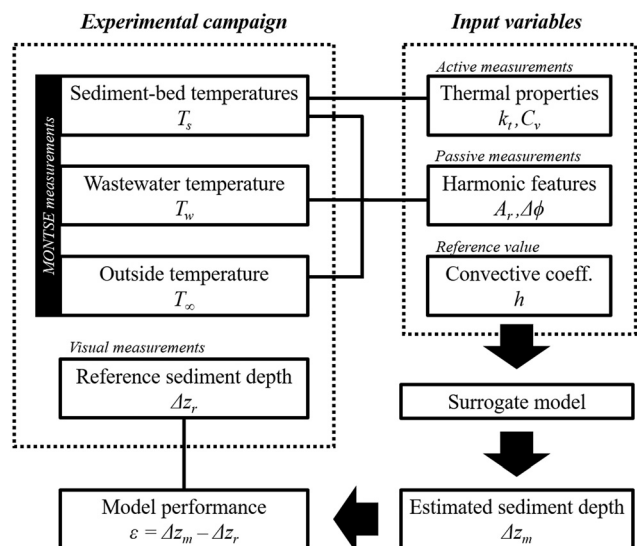 Experimental campaign
MONTSE measurements
Sediment-bed temperatures
Tₛ
Wastewater temperature
T_w
Outside temperature
T_∞
Visual measurements
Reference sediment depth
Δzᵣ
Input variables
Active measurements
Thermal properties
kₜ, Cᵥ
Passive measurements
Harmonic features
Aᵣ, Δϕ
Reference value
Convective coeff.
h
Surrogate model
Estimated sediment depth
Δzₘ
Model performance
ε = Δzₘ – Δzᵣ